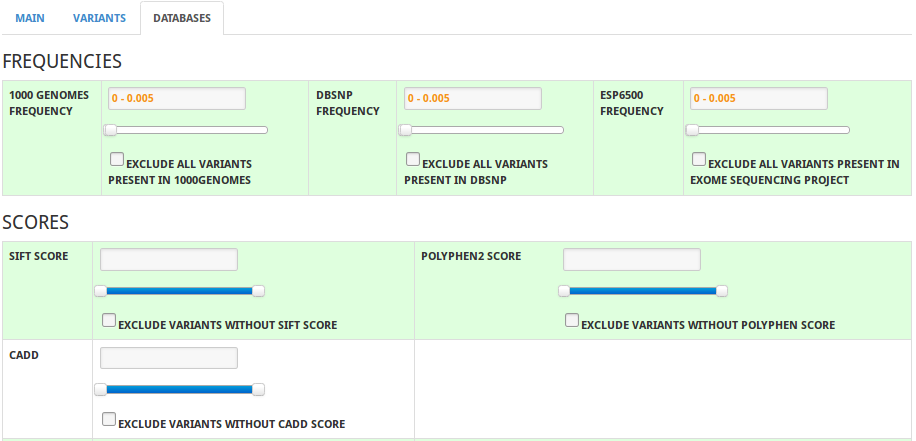 MAIN VARIANTS DATABASES
FREQUENCIES
1000 GENOMES FREQUENCY
0 - 0.005
EXCLUDE ALL VARIANTS
PRESENT IN 1000GENOMES
DBSNP FREQUENCY
0 - 0.005
EXCLUDE ALL VARIANTS
PRESENT IN DBSNP
ESP6500 FREQUENCY
0 - 0.005
EXCLUDE ALL VARIANTS PRESENT IN
EXOME SEQUENCING PROJECT
SCORES
SIFT SCORE
EXCLUDE VARIANTS WITHOUT SIFT SCORE
POLYPHEN2 SCORE
EXCLUDE VARIANTS WITHOUT POLYPHEN SCORE
CADD
EXCLUDE VARIANTS WITHOUT CADD SCORE